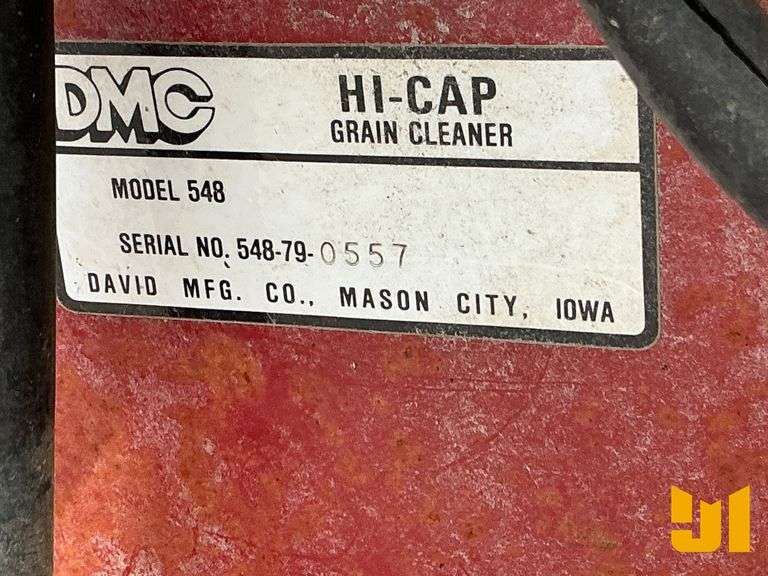 DMC
HI-CAP
GRAIN CLEANER
MODEL 548
SERIAL NO. 548-79-0557
DAVID MFG. CO., MASON CITY, IOWA